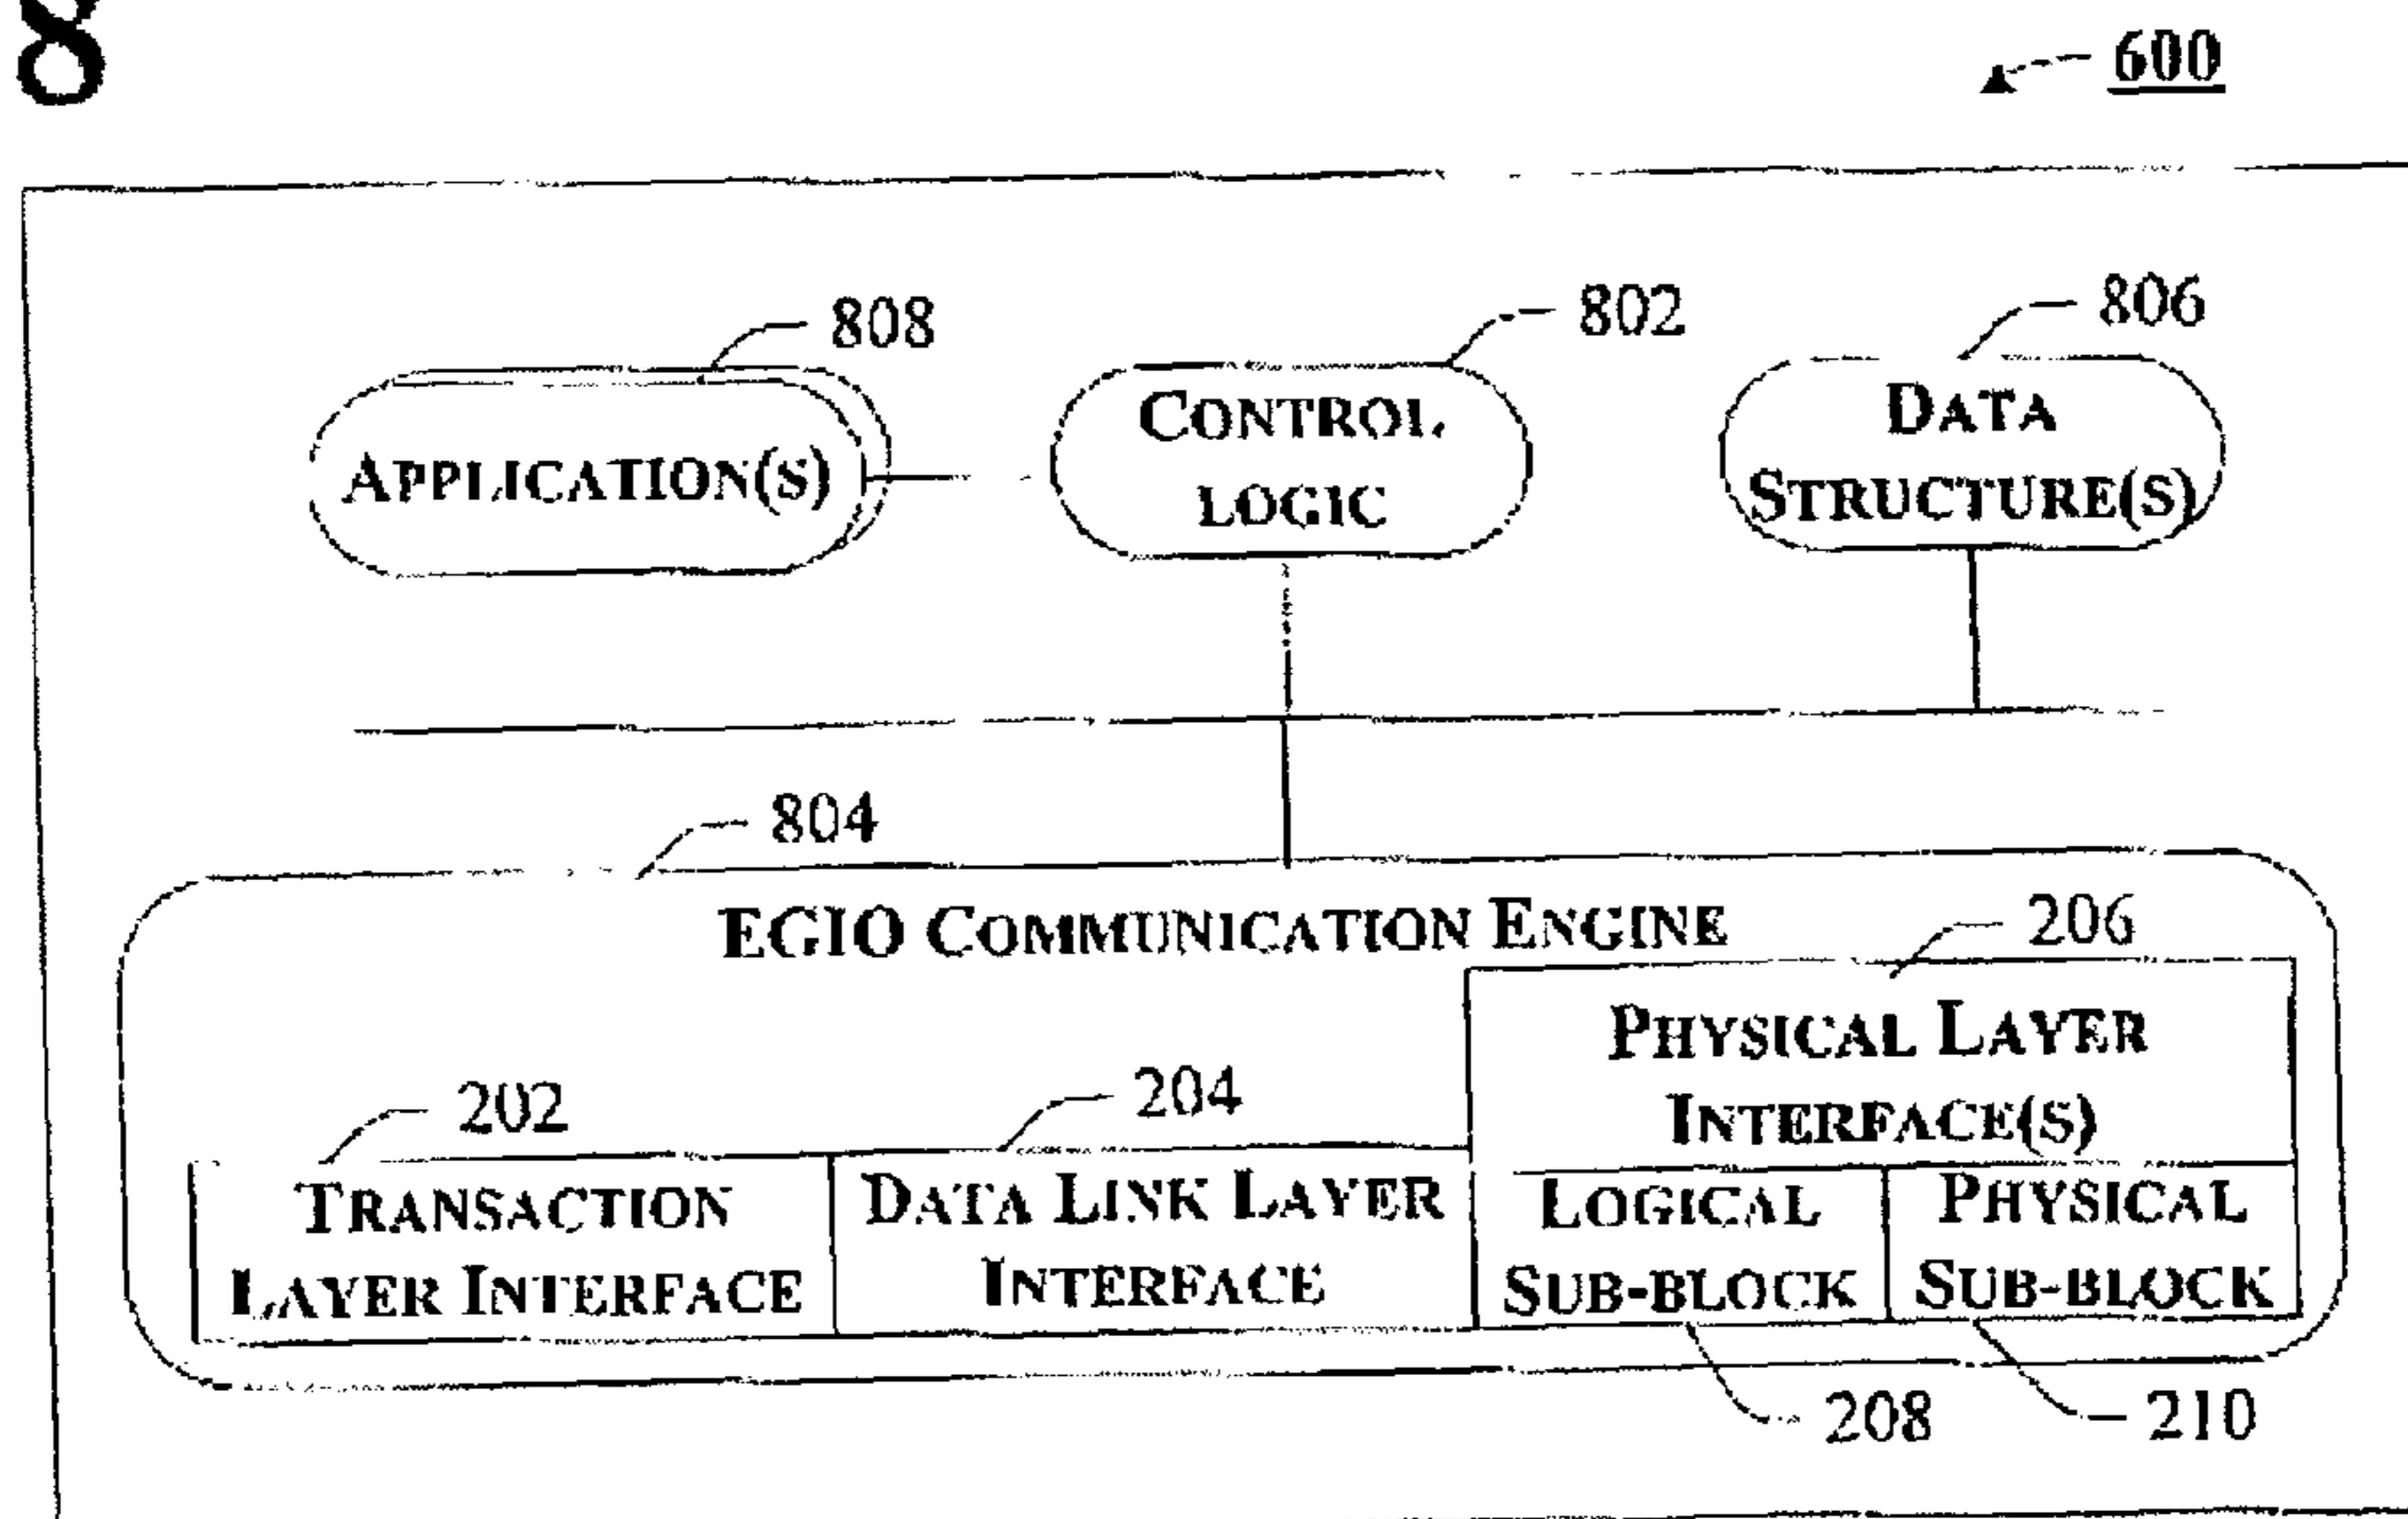 8
600
808
802
806
APPLICATION(S)
CONTROL
LOGIC
DATA
STRUCTURE(S)
804
EGIO COMMUNICATION ENGINE
206
PHYSICAL LAYER
INTERFACE(S)
202
204
TRANSACTION
LAYER INTERFACE
DATA LINK LAYER
INTERFACE
LOGICAL
SUB-BLOCK
PHYSICAL
SUB-BLOCK
208
210